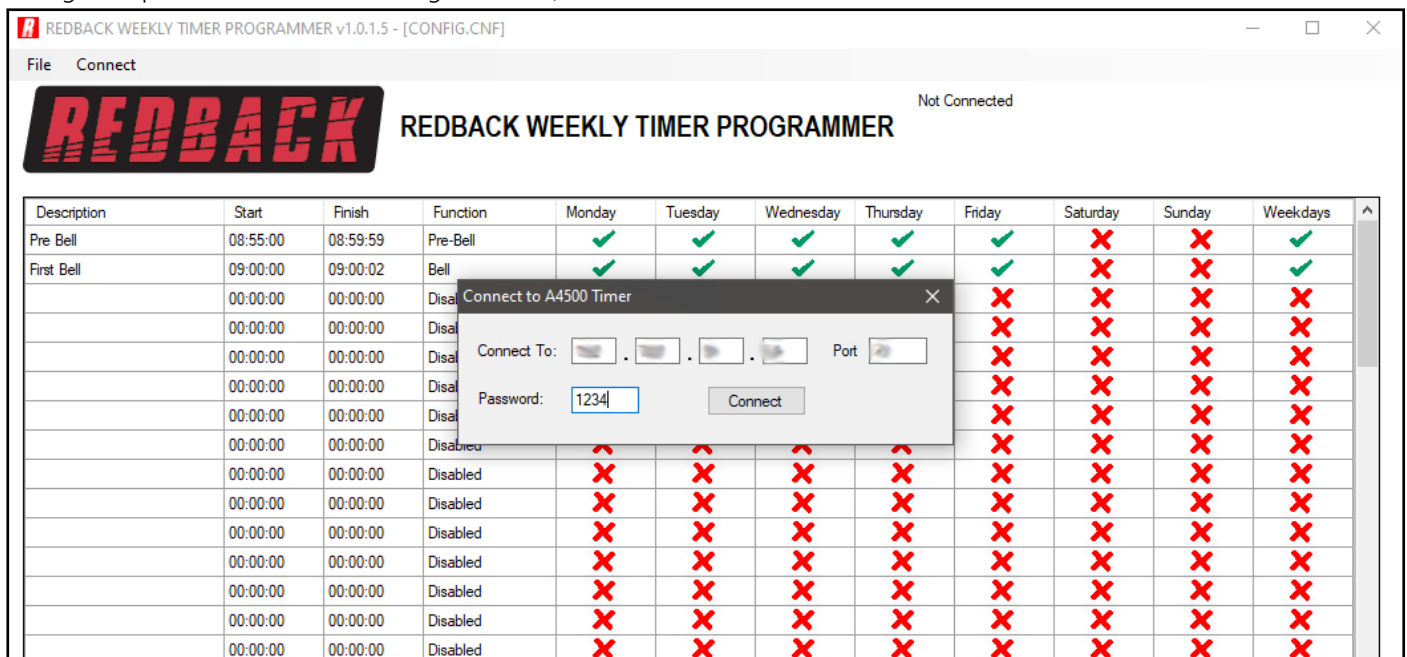 REDBACK WEEKLY TIMER PROGRAMMER v1.0.1.5 - [CONFIG.CNF]
File Connect
REDBACK
REDBACK WEEKLY TIMER PROGRAMMER
Not Connected
Description Start Finish Function Monday Tuesday Wednesday Thursday Friday Saturday Sunday Weekdays
Pre Bell 08:55:00 08:59:59 Pre-Bell
First Bell 09:00:00 09:00:02 Bell
00:00:00 00:00:00
00:00:00 00:00:00
00:00:00 00:00:00
00:00:00 00:00:00
00:00:00 00:00:00
00:00:00 00:00:00 Disabled
00:00:00 00:00:00 Disabled
00:00:00 00:00:00 Disabled
00:00:00 00:00:00 Disabled
00:00:00 00:00:00 Disabled
00:00:00 00:00:00 Disabled
00:00:00 00:00:00 Disabled
00:00:00 00:00:00 Disabled
Connect to A4500 Timer
Connect To: . . . Port
Password: 1234 Connect